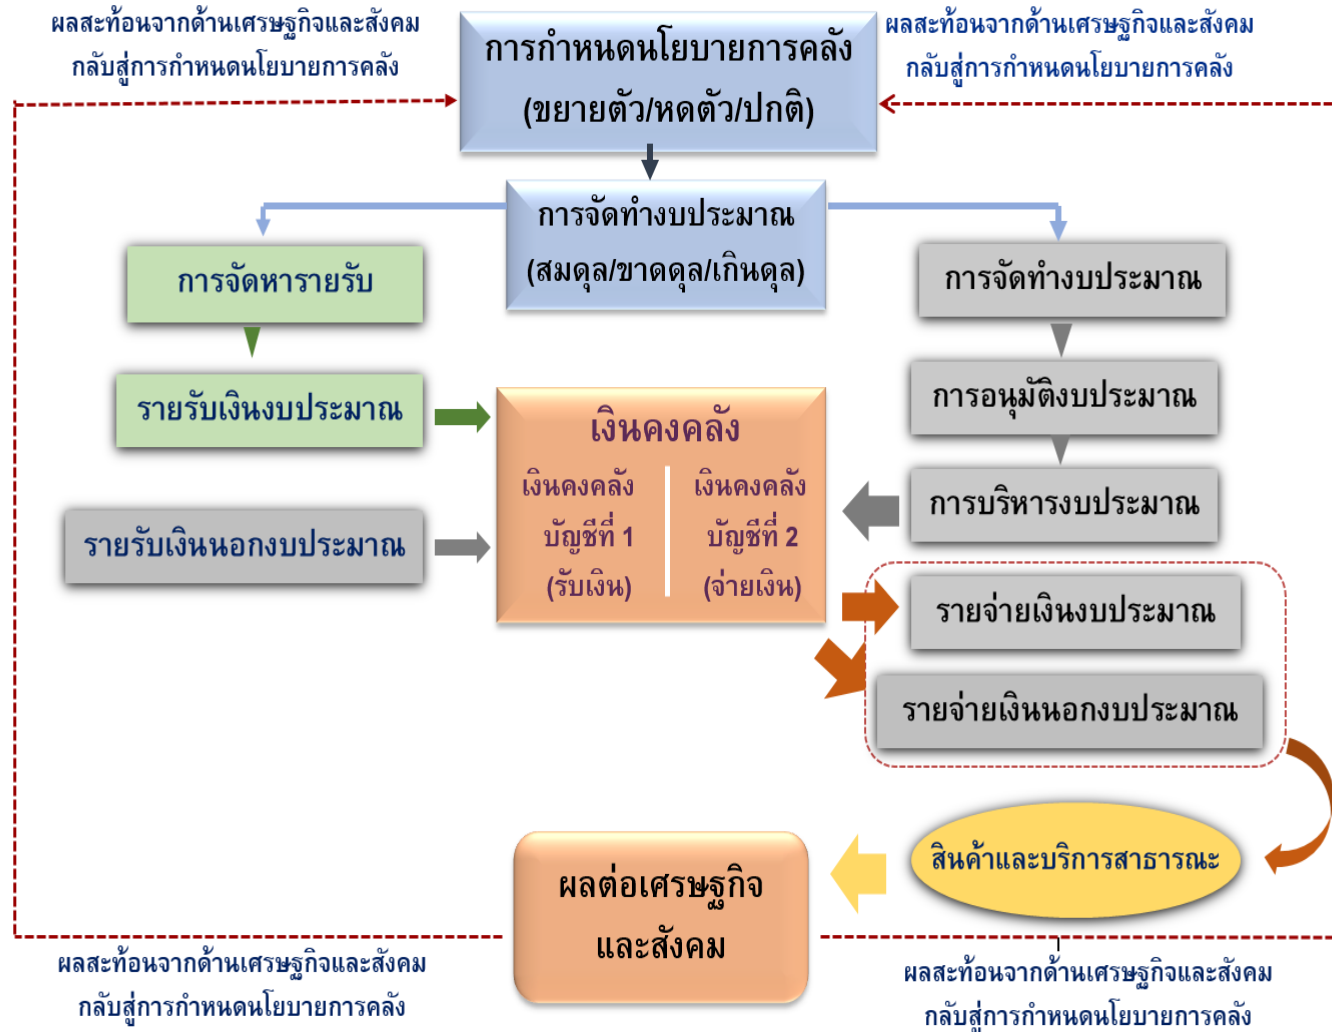 ผลสะท้อนจากด้านเศรษฐกิจและสังคม
กลับสู่การกำหนดนโยบายการคลัง
การกำหนดนโยบายการคลัง
(ขยายตัว/หดตัว/ปกติ)
ผลสะท้อนจากด้านเศรษฐกิจและสังคม
กลับสู่การกำหนดนโยบายการคลัง
การจัดทำงบประมาณ
(สมดุล/ขาดดุล/เกินดุล)
การจัดหารายรับ
รายรับเงินงบประมาณ
รายรับเงินนอกงบประมาณ
เงินคงคลัง
เงินคงคลัง
บัญชีที่ 1
(รับเงิน)
เงินคงคลัง
บัญชีที่ 2
(จ่ายเงิน)
การจัดทำงบประมาณ
การอนุมัติงบประมาณ
การบริหารงบประมาณ
รายจ่ายเงินงบประมาณ
รายจ่ายเงินนอกงบประมาณ
สินค้าและบริการสาธารณะ
ผลต่อเศรษฐกิจ
และสังคม
ผลสะท้อนจากด้านเศรษฐกิจและสังคม
กลับสู่การกำหนดนโยบายการคลัง
ผลสะท้อนจากด้านเศรษฐกิจและสังคม
กลับสู่การกำหนดนโยบายการคลัง